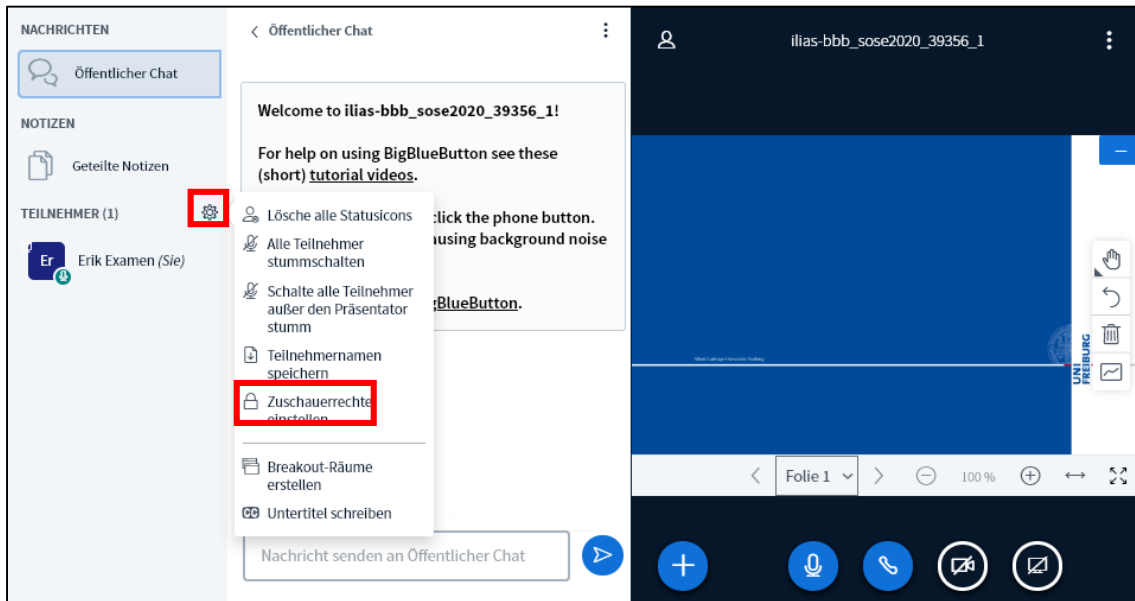 NACHRICHTEN
Öffentlicher Chat
NOTIZEN
Geteilte Notizen
TEILNEHMER (1)
Er
Erik Examen (Sie)
Öffentlicher Chat
Welcome to ilias-bbb_sose2020_39356_1!
For help on using BigBlueButton see these
(short) tutorial videos.
click the phone button.
ausing background noise
gBlueButton.
Lösche alle Statusicons
Alle Teilnehmer
stummschalten
Schalte alle Teilnehmer
außer den Präsentator
stumm
Teilnehmernamen
speichern
Zuschauerrechte
einstellen
Breakout-Räume
erstellen
CC Untertitel schreiben
Nachricht senden an Öffentlicher Chat
ilias-bbb_sose2020_39356_1
UNI
FREIBURG
Folie 1
100 %